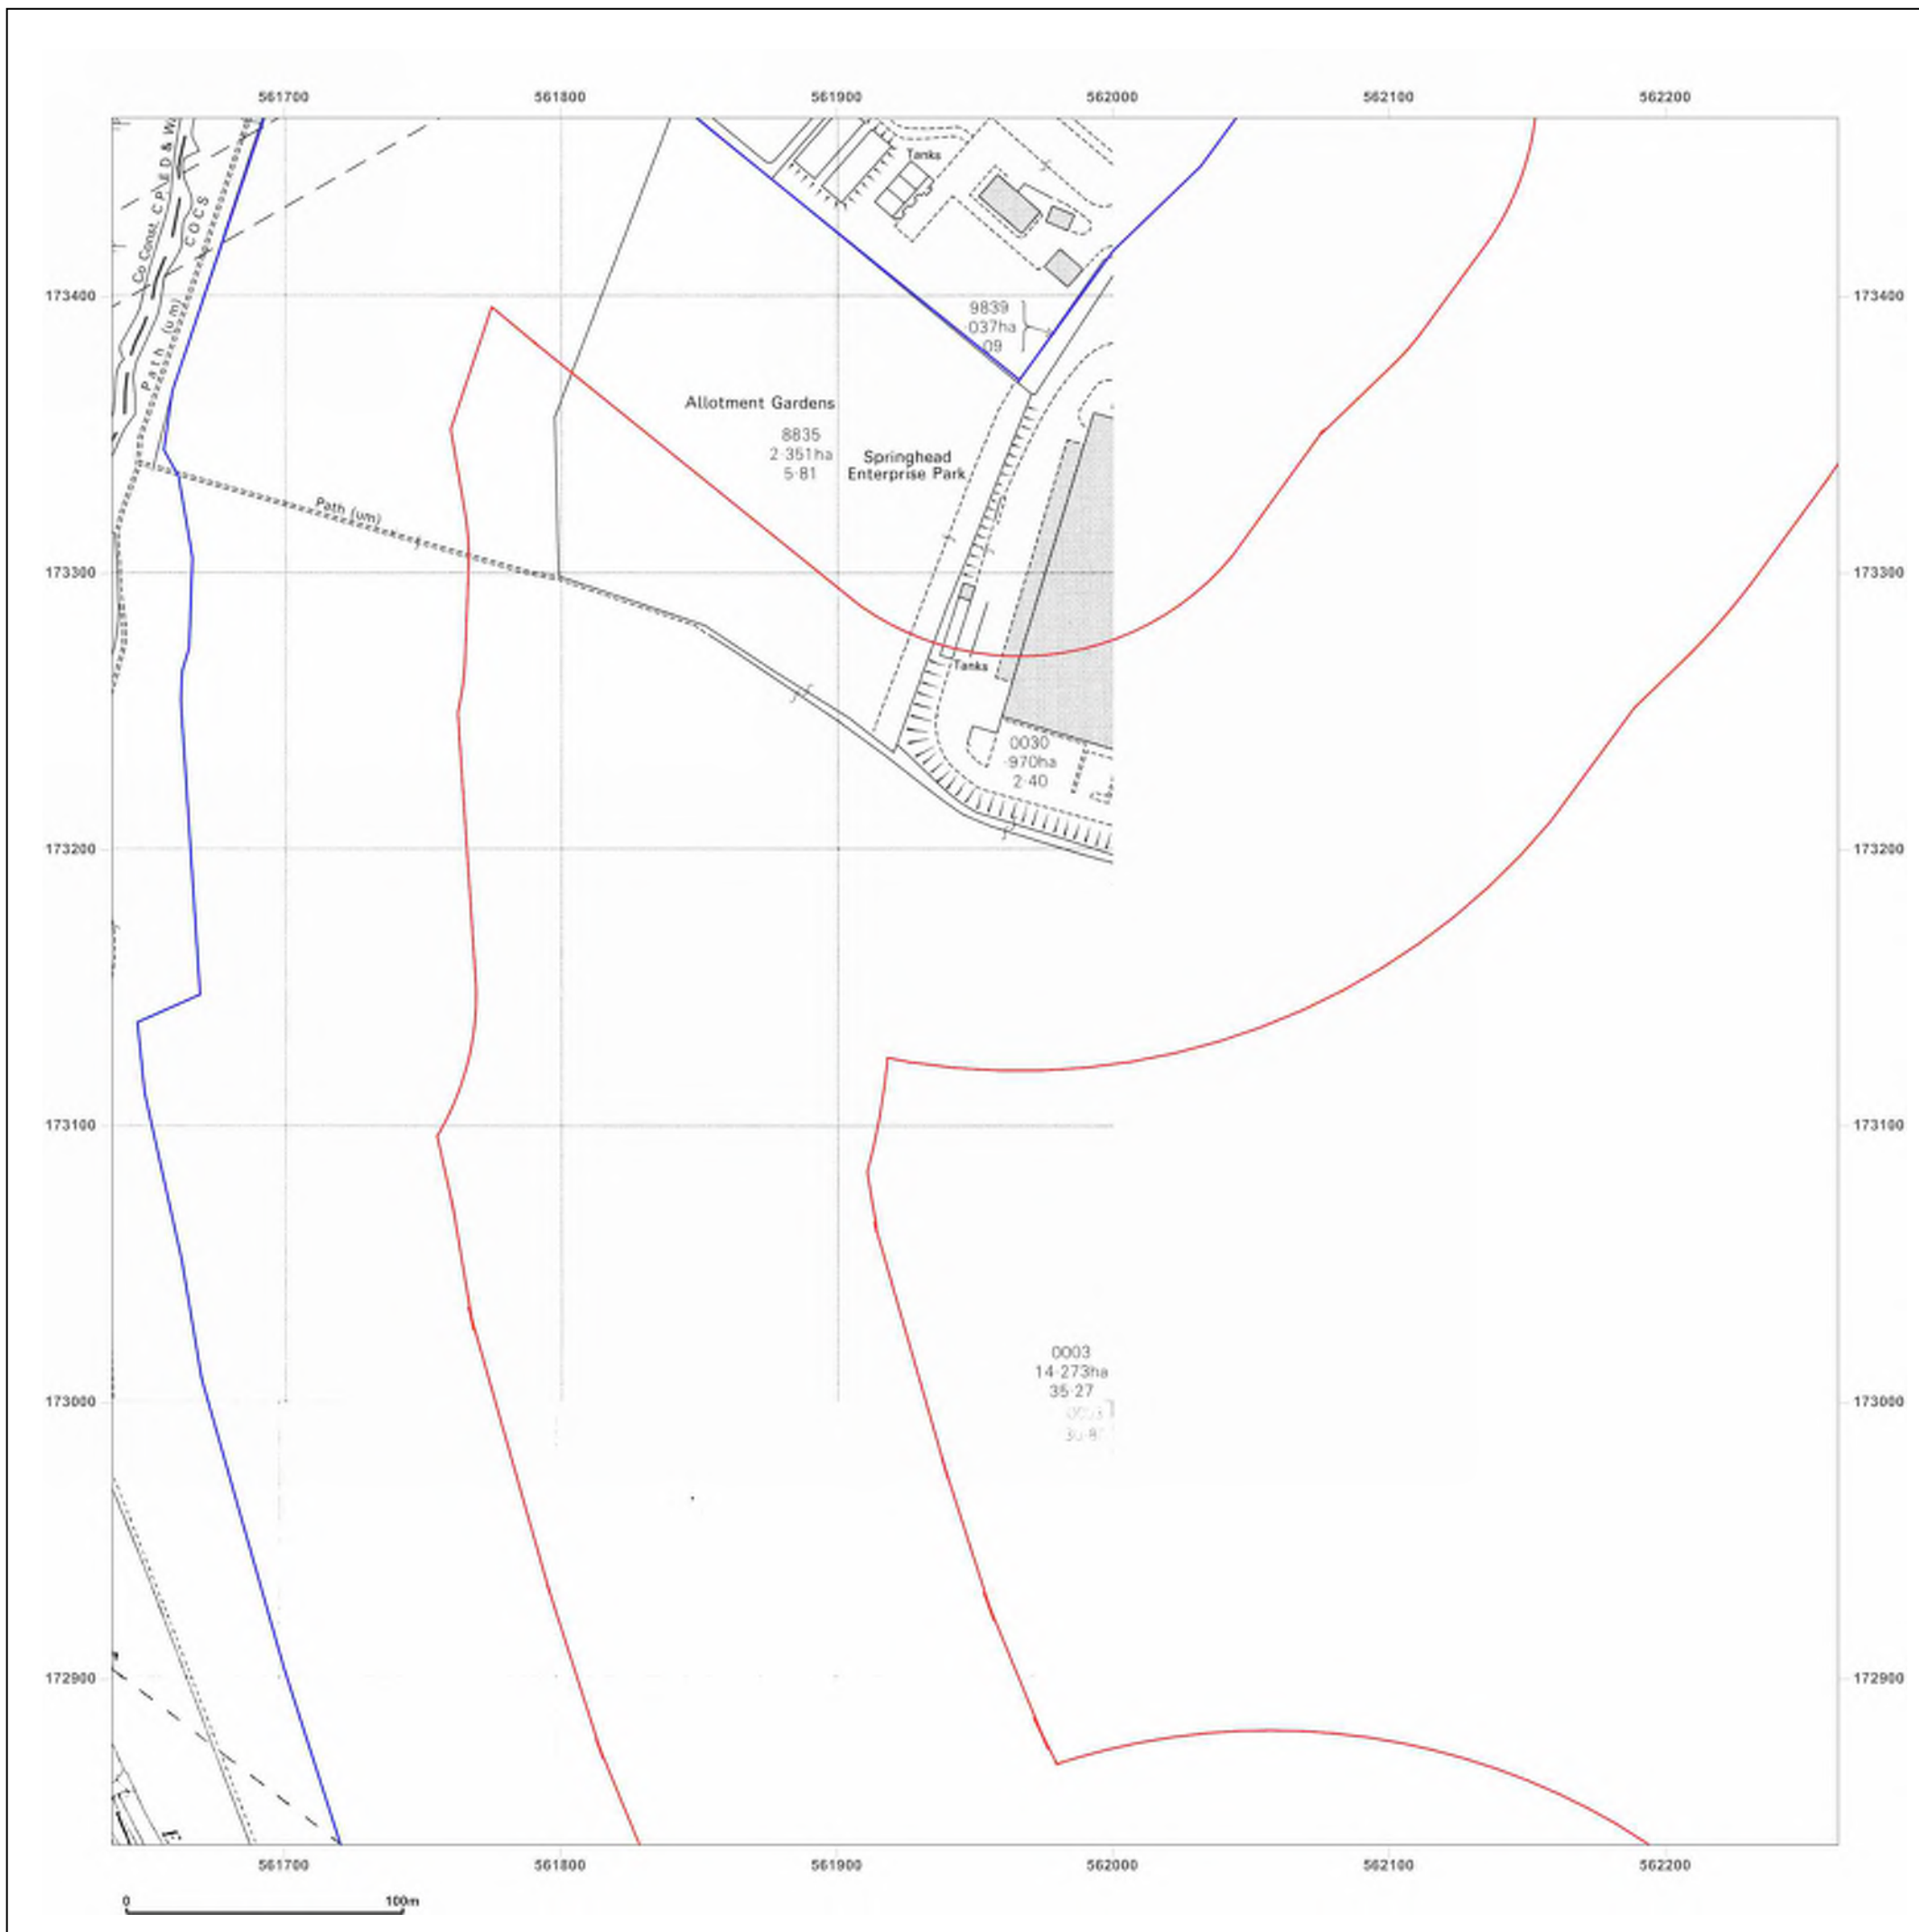 561700 561800 561900 562000 562100 562200
Co Const, C P, E D & W
COCS
Tanks
Path (um)
173400 173400
9839
·037ha
·09
Allotment Gardens
8835
2·351ha
5·81
Springhead
Enterprise Park
Path (um)
173300 173300
Tanks
0030
·970ha
2·40
173200 173200
173100 173100
0003
14·273ha
35·27
173000 173000
0003
172900 172900
E
561700 561800 561900 562000 562100 562200
0 100m